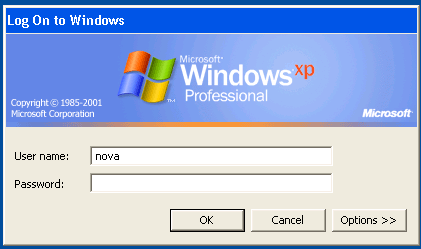 Log On to Windows
Microsoft®
Windows xp
Professional
Copyright © 1985-2001
Microsoft Corporation
Microsoft®
User name: nova
Password:
OK Cancel Options >>